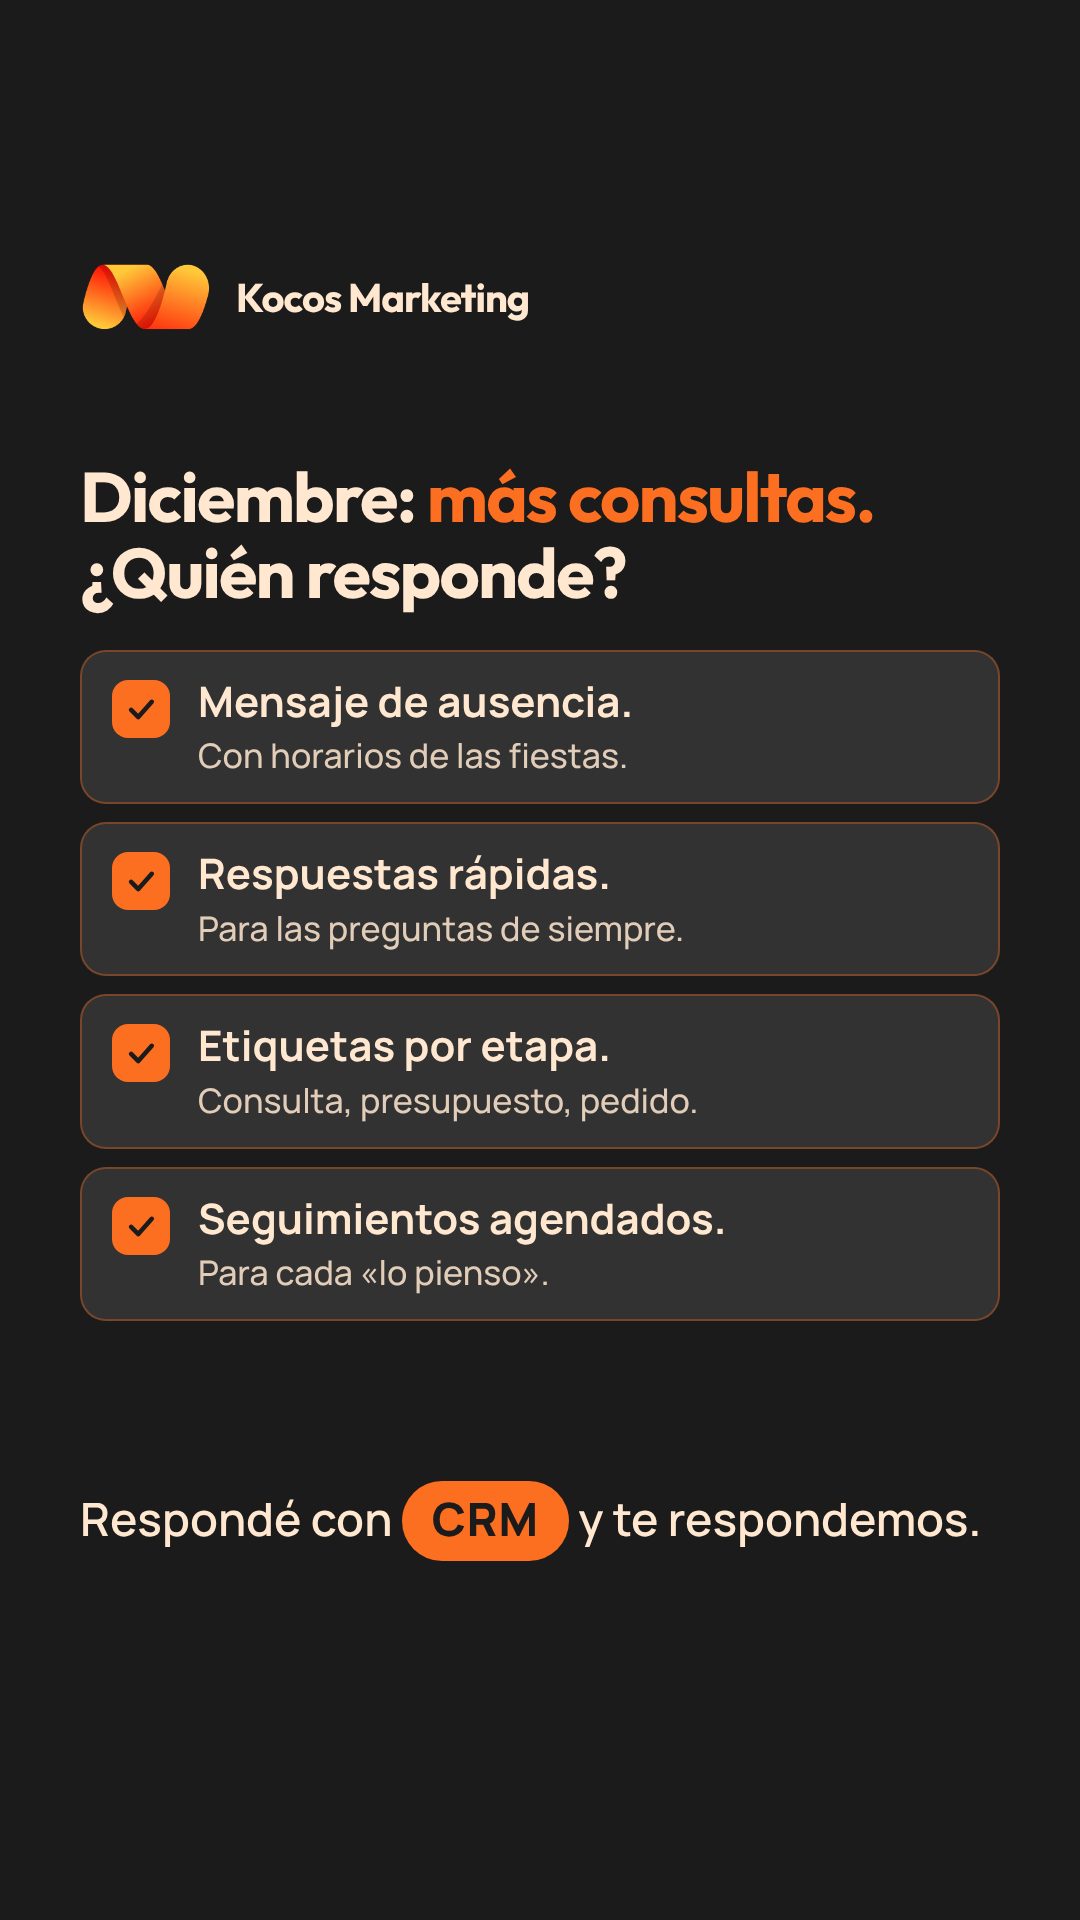 Kocos Marketing
Diciembre: más consultas.
¿Quién responde?
Mensaje de ausencia.
Con horarios de las fiestas.
Respuestas rápidas.
Para las preguntas de siempre.
Etiquetas por etapa.
Consulta, presupuesto, pedido.
Seguimientos agendados.
Para cada «lo pienso».
Respondé con CRM y te respondemos.